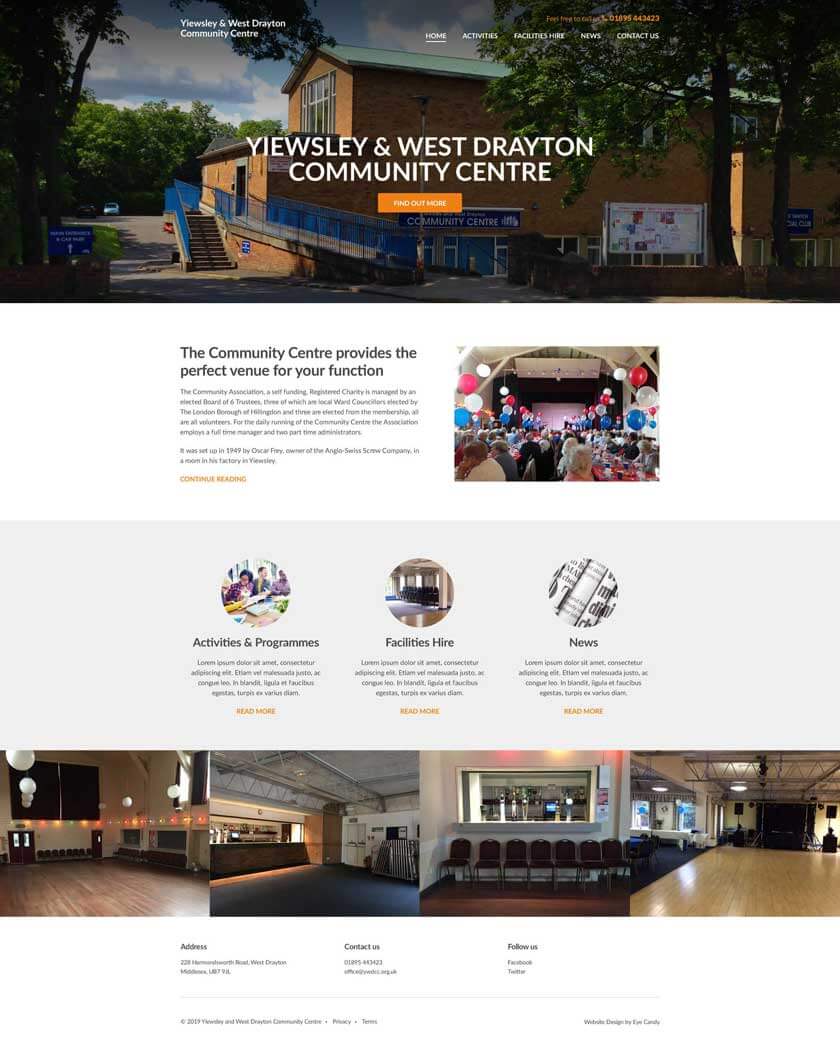 Yiewsley & West Drayton
Community Centre
Feel free to call us 01895 443423
HOME ACTIVITIES FACILITIES HIRE NEWS CONTACT US
YIEWSLEY & WEST DRAYTON
COMMUNITY CENTRE
FIND OUT MORE
Yiewsley and West Drayton
COMMUNITY CENTRE
MAIN ENTRANCE
& CAR PARK
SOCIAL CLUB
The Community Centre provides the
perfect venue for your function
The Community Association, a self funding, Registered Charity is managed by an
elected Board of 6 Trustees, three of which are local Ward Councillors elected by
The London Borough of Hillingdon and three are elected from the membership, all
are all volunteers. For the daily running of the Community Centre the Association
employs a full time manager and two part time administrators.
It was set up in 1949 by Oscar Frey, owner of the Anglo-Swiss Screw Company, in
a room in his factory in Yiewsley.
CONTINUE READING
Activities & Programmes
Lorem ipsum dolor sit amet, consectetur
adipiscing elit. Etiam vel malesuada justo, ac
congue leo. In blandit, ligula et faucibus
egestas, turpis ex varius diam.
READ MORE
Facilities Hire
Lorem ipsum dolor sit amet, consectetur
adipiscing elit. Etiam vel malesuada justo, ac
congue leo. In blandit, ligula et faucibus
egestas, turpis ex varius diam.
READ MORE
News
Lorem ipsum dolor sit amet, consectetur
adipiscing elit. Etiam vel malesuada justo, ac
congue leo. In blandit, ligula et faucibus
egestas, turpis ex varius diam.
READ MORE
Address
228 Harmondsworth Road, West Drayton
Middlesex, UB7 9JL
Contact us
01895 443423
office@ywdcc.org.uk
Follow us
Facebook
Twitter
© 2019 Yiewsley and West Drayton Community Centre • Privacy • Terms
Website Design by Eye Candy